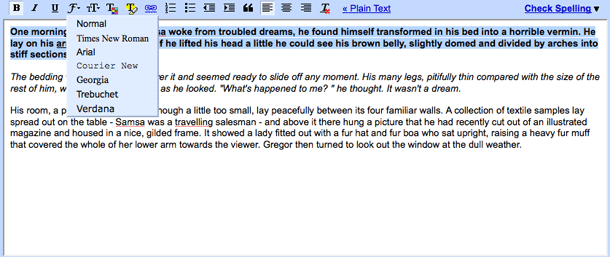 B I U « Plain Text Check Spelling ▼
Normal
Times New Roman
Arial
Courier New
Georgia
Trebuchet
Verdana
One morning sa woke from troubled dreams, he found himself transformed in his bed into a horrible vermin. He
lay on his f he lifted his head a little he could see his brown belly, slightly domed and divided by arches into
stiff sections
The bedding ver it and seemed ready to slide off any moment. His many legs, pitifully thin compared with the size of the
rest of him, w as he looked. "What's happened to me? " he thought. It wasn't a dream.
His room, a p hough a little too small, lay peacefully between its four familiar walls. A collection of textile samples lay
spread out on the table - Samsa was a travelling salesman - and above it there hung a picture that he had recently cut out of an illustrated
magazine and housed in a nice, gilded frame. It showed a lady fitted out with a fur hat and fur boa who sat upright, raising a heavy fur muff
that covered the whole of her lower arm towards the viewer. Gregor then turned to look out the window at the dull weather.